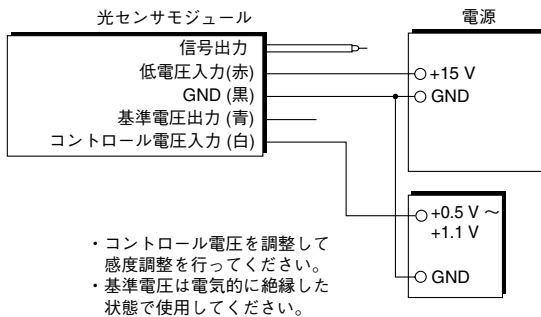 光センサモジュール
電源
信号出力
低電圧入力(赤)
GND (黒)
基準電圧出力 (青)
コントロール電圧入力 (白)
+15 V
GND
+0.5 V ～
+1.1 V
GND
・コントロール電圧を調整して
感度調整を行ってください。
・基準電圧は電気的に絶縁した
状態で使用してください。